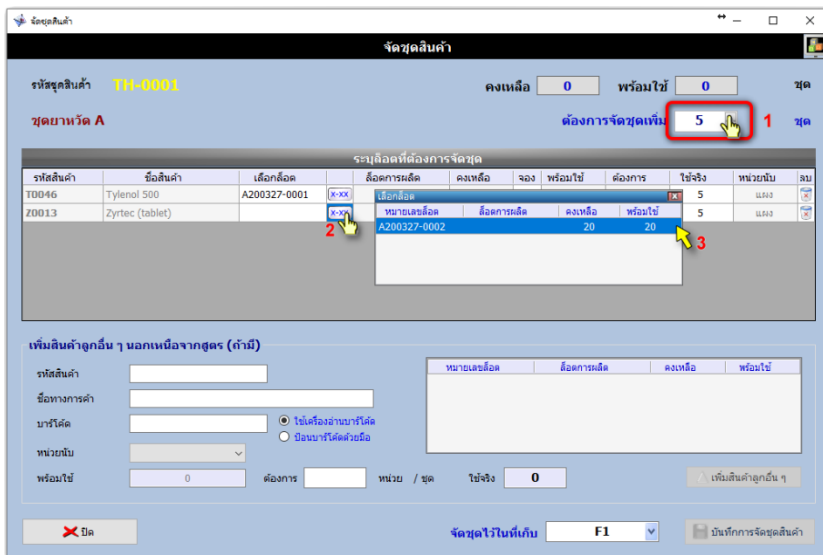 จัดชุดสินค้า
จัดชุดสินค้า
รหัสชุดสินค้า TH-0001 คงเหลือ 0 พร้อมใช้ 0 ชุด
ชุดยาหวัด A ต้องการจัดชุดเพิ่ม 5 1 ชุด
ระบุล็อตที่ต้องการจัดชุด
รหัสสินค้า ชื่อสินค้า เลือกล็อต ล็อตการผลิต คงเหลือ จอง พร้อมใช้ ต้องการ ใช้จริง หน่วยนับ ลบ
T0046 Tylenol 500 A200327-0001 x-xx เลือกล็อต 5 แผง
Z0013 Zyrtec (tablet) x-xx หมายเลขล็อต ล็อตการผลิต คงเหลือ พร้อมใช้ 5 แผง
2 A200327-0002 20 20 3
เพิ่มสินค้าลูกอื่น ๆ นอกเหนือจากสูตร (ถ้ามี)
รหัสสินค้า หมายเลขล็อต ล็อตการผลิต คงเหลือ พร้อมใช้
ชื่อทางการค้า
บาร์โค้ด ใช้เครื่องอ่านบาร์โค้ด
ป้อนบาร์โค้ดด้วยมือ
หน่วยนับ
พร้อมใช้ 0 ต้องการ หน่วย / ชุด ใช้จริง 0 เพิ่มสินค้าลูกอื่น ๆ
ปิด จัดชุดไว้ในที่เก็บ F1 บันทึกการจัดชุดสินค้า